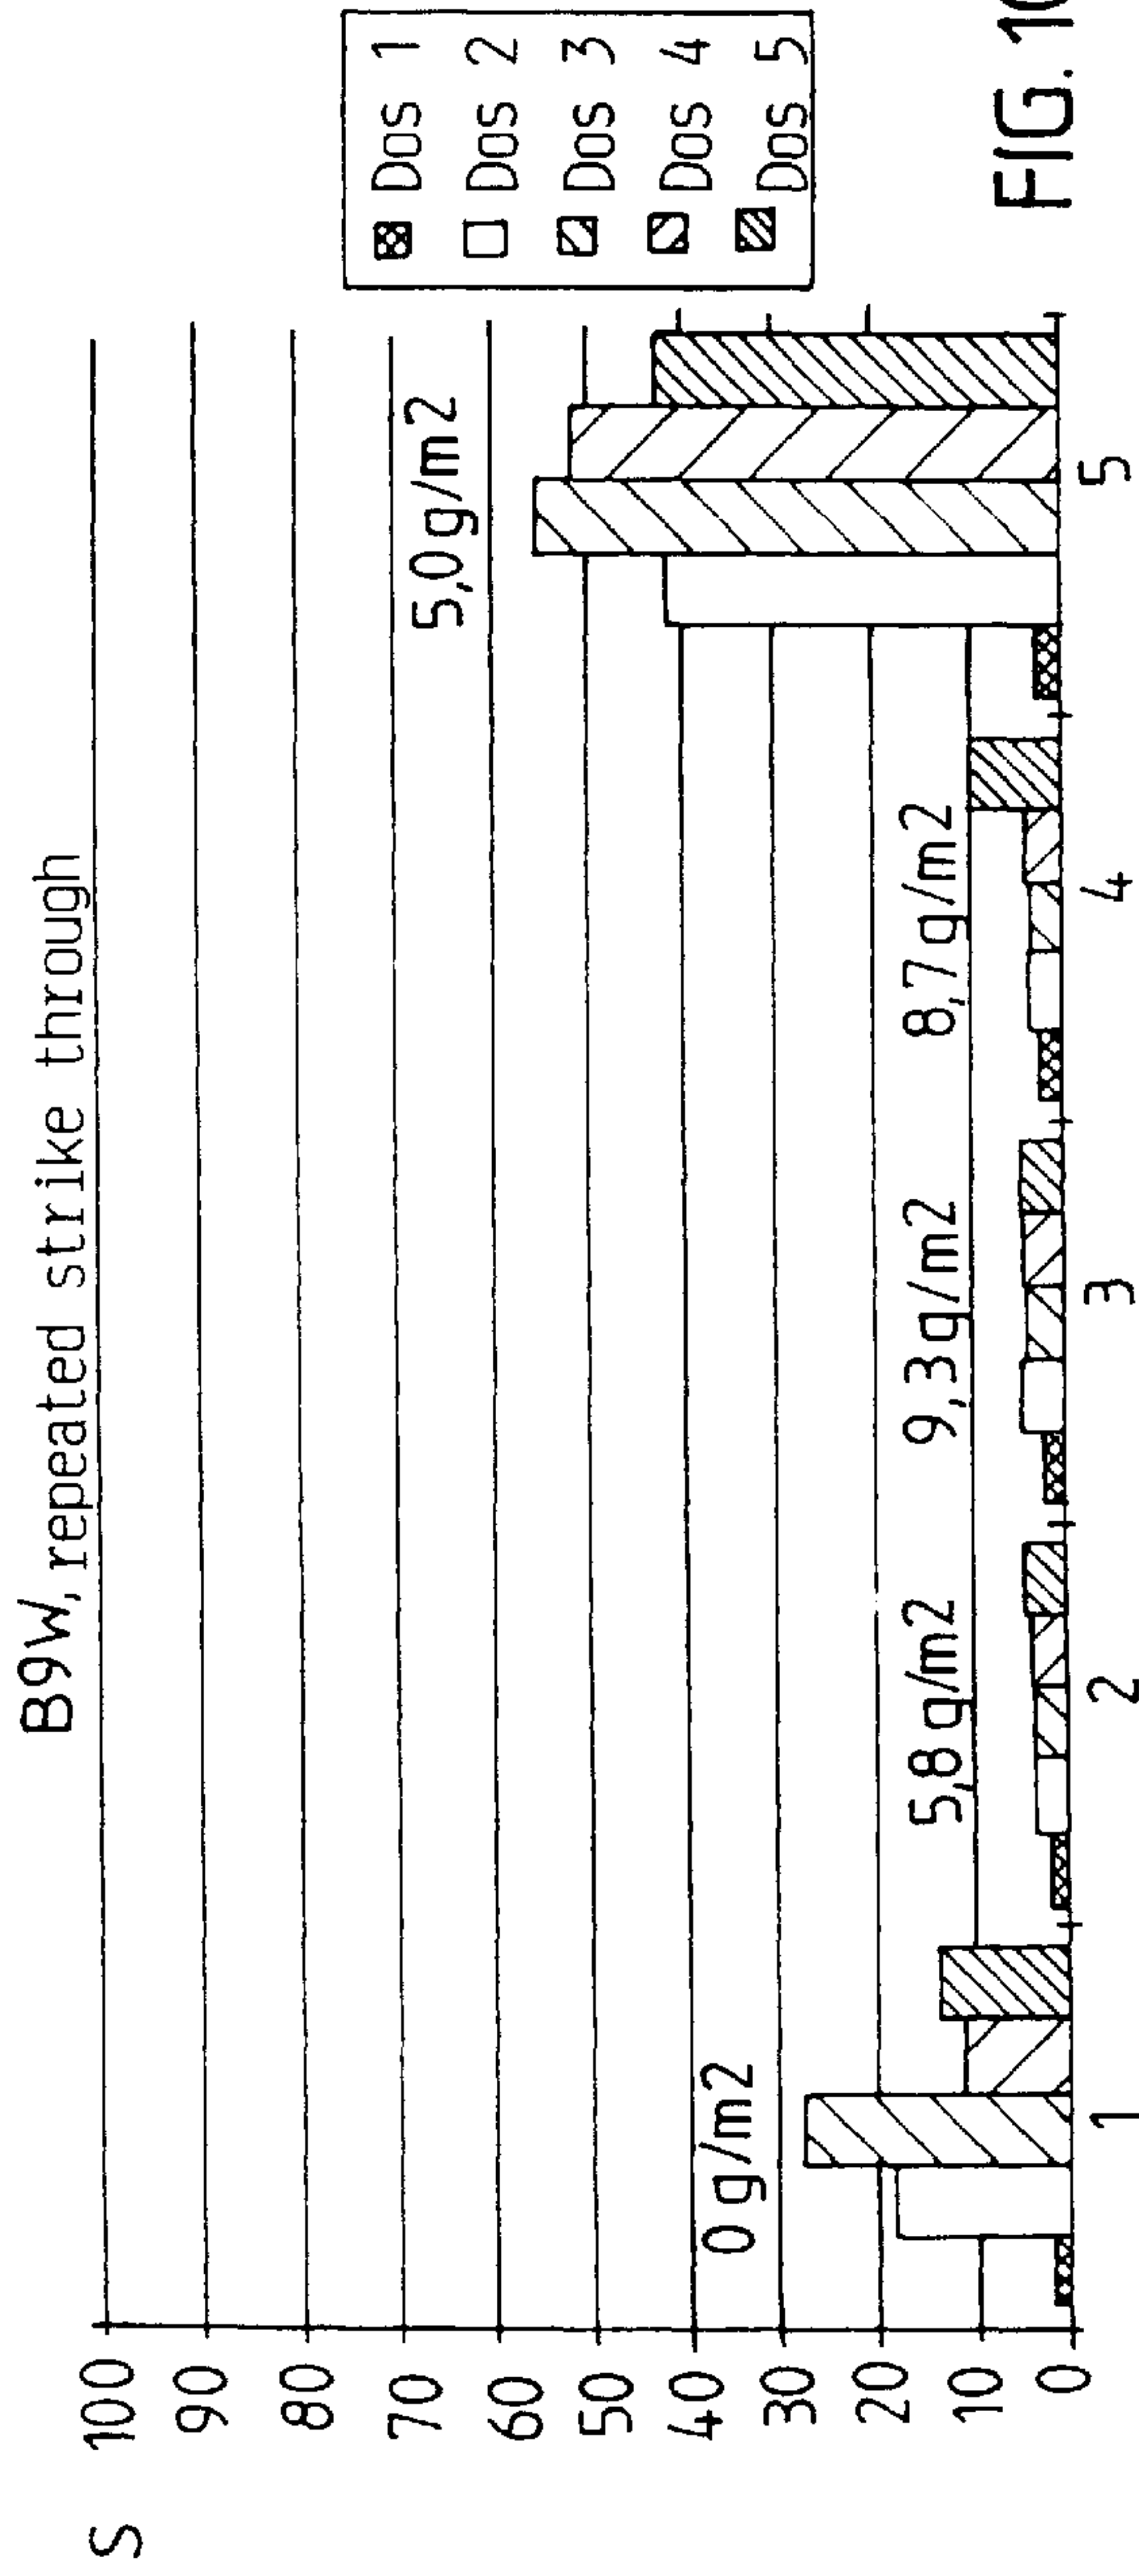 B9W, repeated strike through
S
100
90
80
70
60
50
40
30
20
10
0
0 g/m2
5,8 g/m2
9,3 g/m2
8,7 g/m2
5,0 g/m2
1
2
3
4
5
Dos 1
Dos 2
Dos 3
Dos 4
Dos 5
FIG.